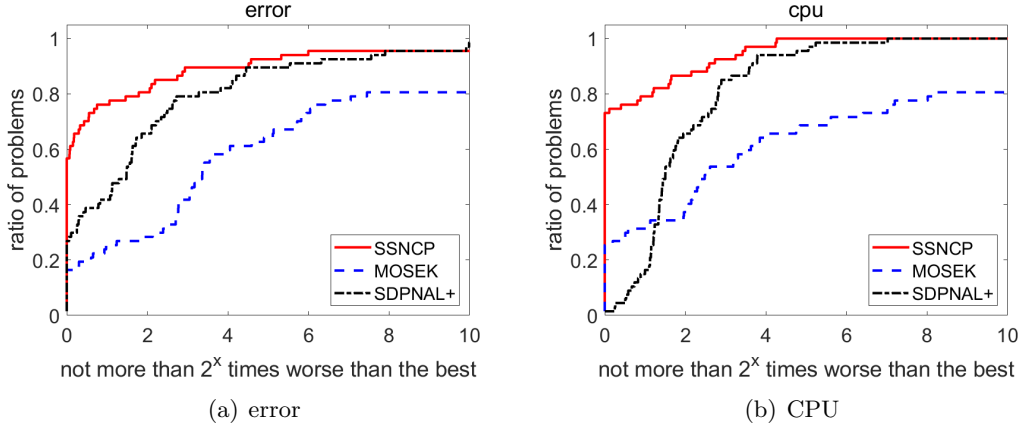 error
1
0.8
0.6
0.4
0.2
0
ratio of problems
SSNCP
MOSEK
SDPNAL+
0 2 4 6 8 10
not more than 2^x times worse than the best
(a) error
cpu
1
0.8
0.6
0.4
0.2
0
ratio of problems
SSNCP
MOSEK
SDPNAL+
0 2 4 6 8 10
not more than 2^x times worse than the best
(b) CPU